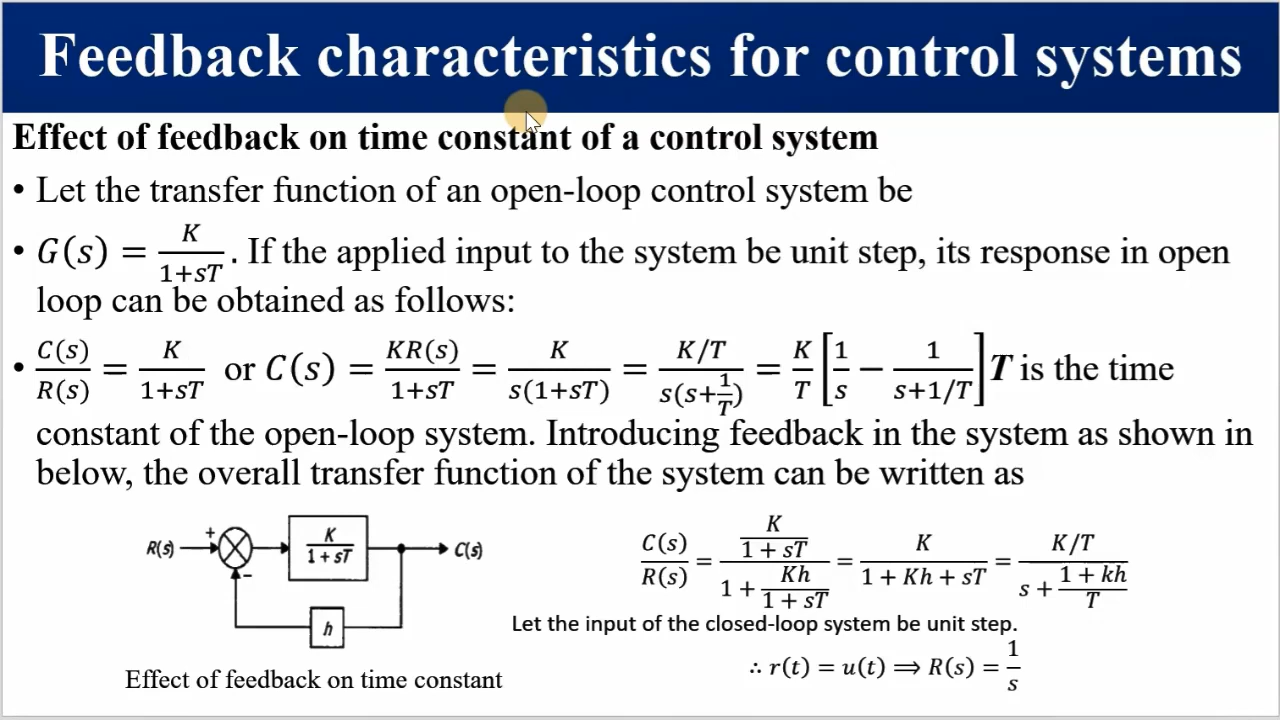 Feedback characteristics for control systems
Effect of feedback on time constant of a control system
• Let the transfer function of an open-loop control system be
• G(s) = K/(1+sT). If the applied input to the system be unit step, its response in open
loop can be obtained as follows:
• C(s)/R(s) = K/(1+sT) or C(s) = KR(s)/(1+sT) = K/(s(1+sT)) = (K/T)/(s(s+1/T)) = K/T [1/s − 1/(s+1/T)] T is the time
constant of the open-loop system. Introducing feedback in the system as shown in
below, the overall transfer function of the system can be written as
R(s) + − K/(1 + sT) C(s)
h
Effect of feedback on time constant
C(s)/R(s) = (K/(1 + sT))/(1 + Kh/(1 + sT)) = K/(1 + Kh + sT) = (K/T)/(s + (1 + kh)/T)
Let the input of the closed-loop system be unit step.
∴ r(t) = u(t) ⟹ R(s) = 1/s